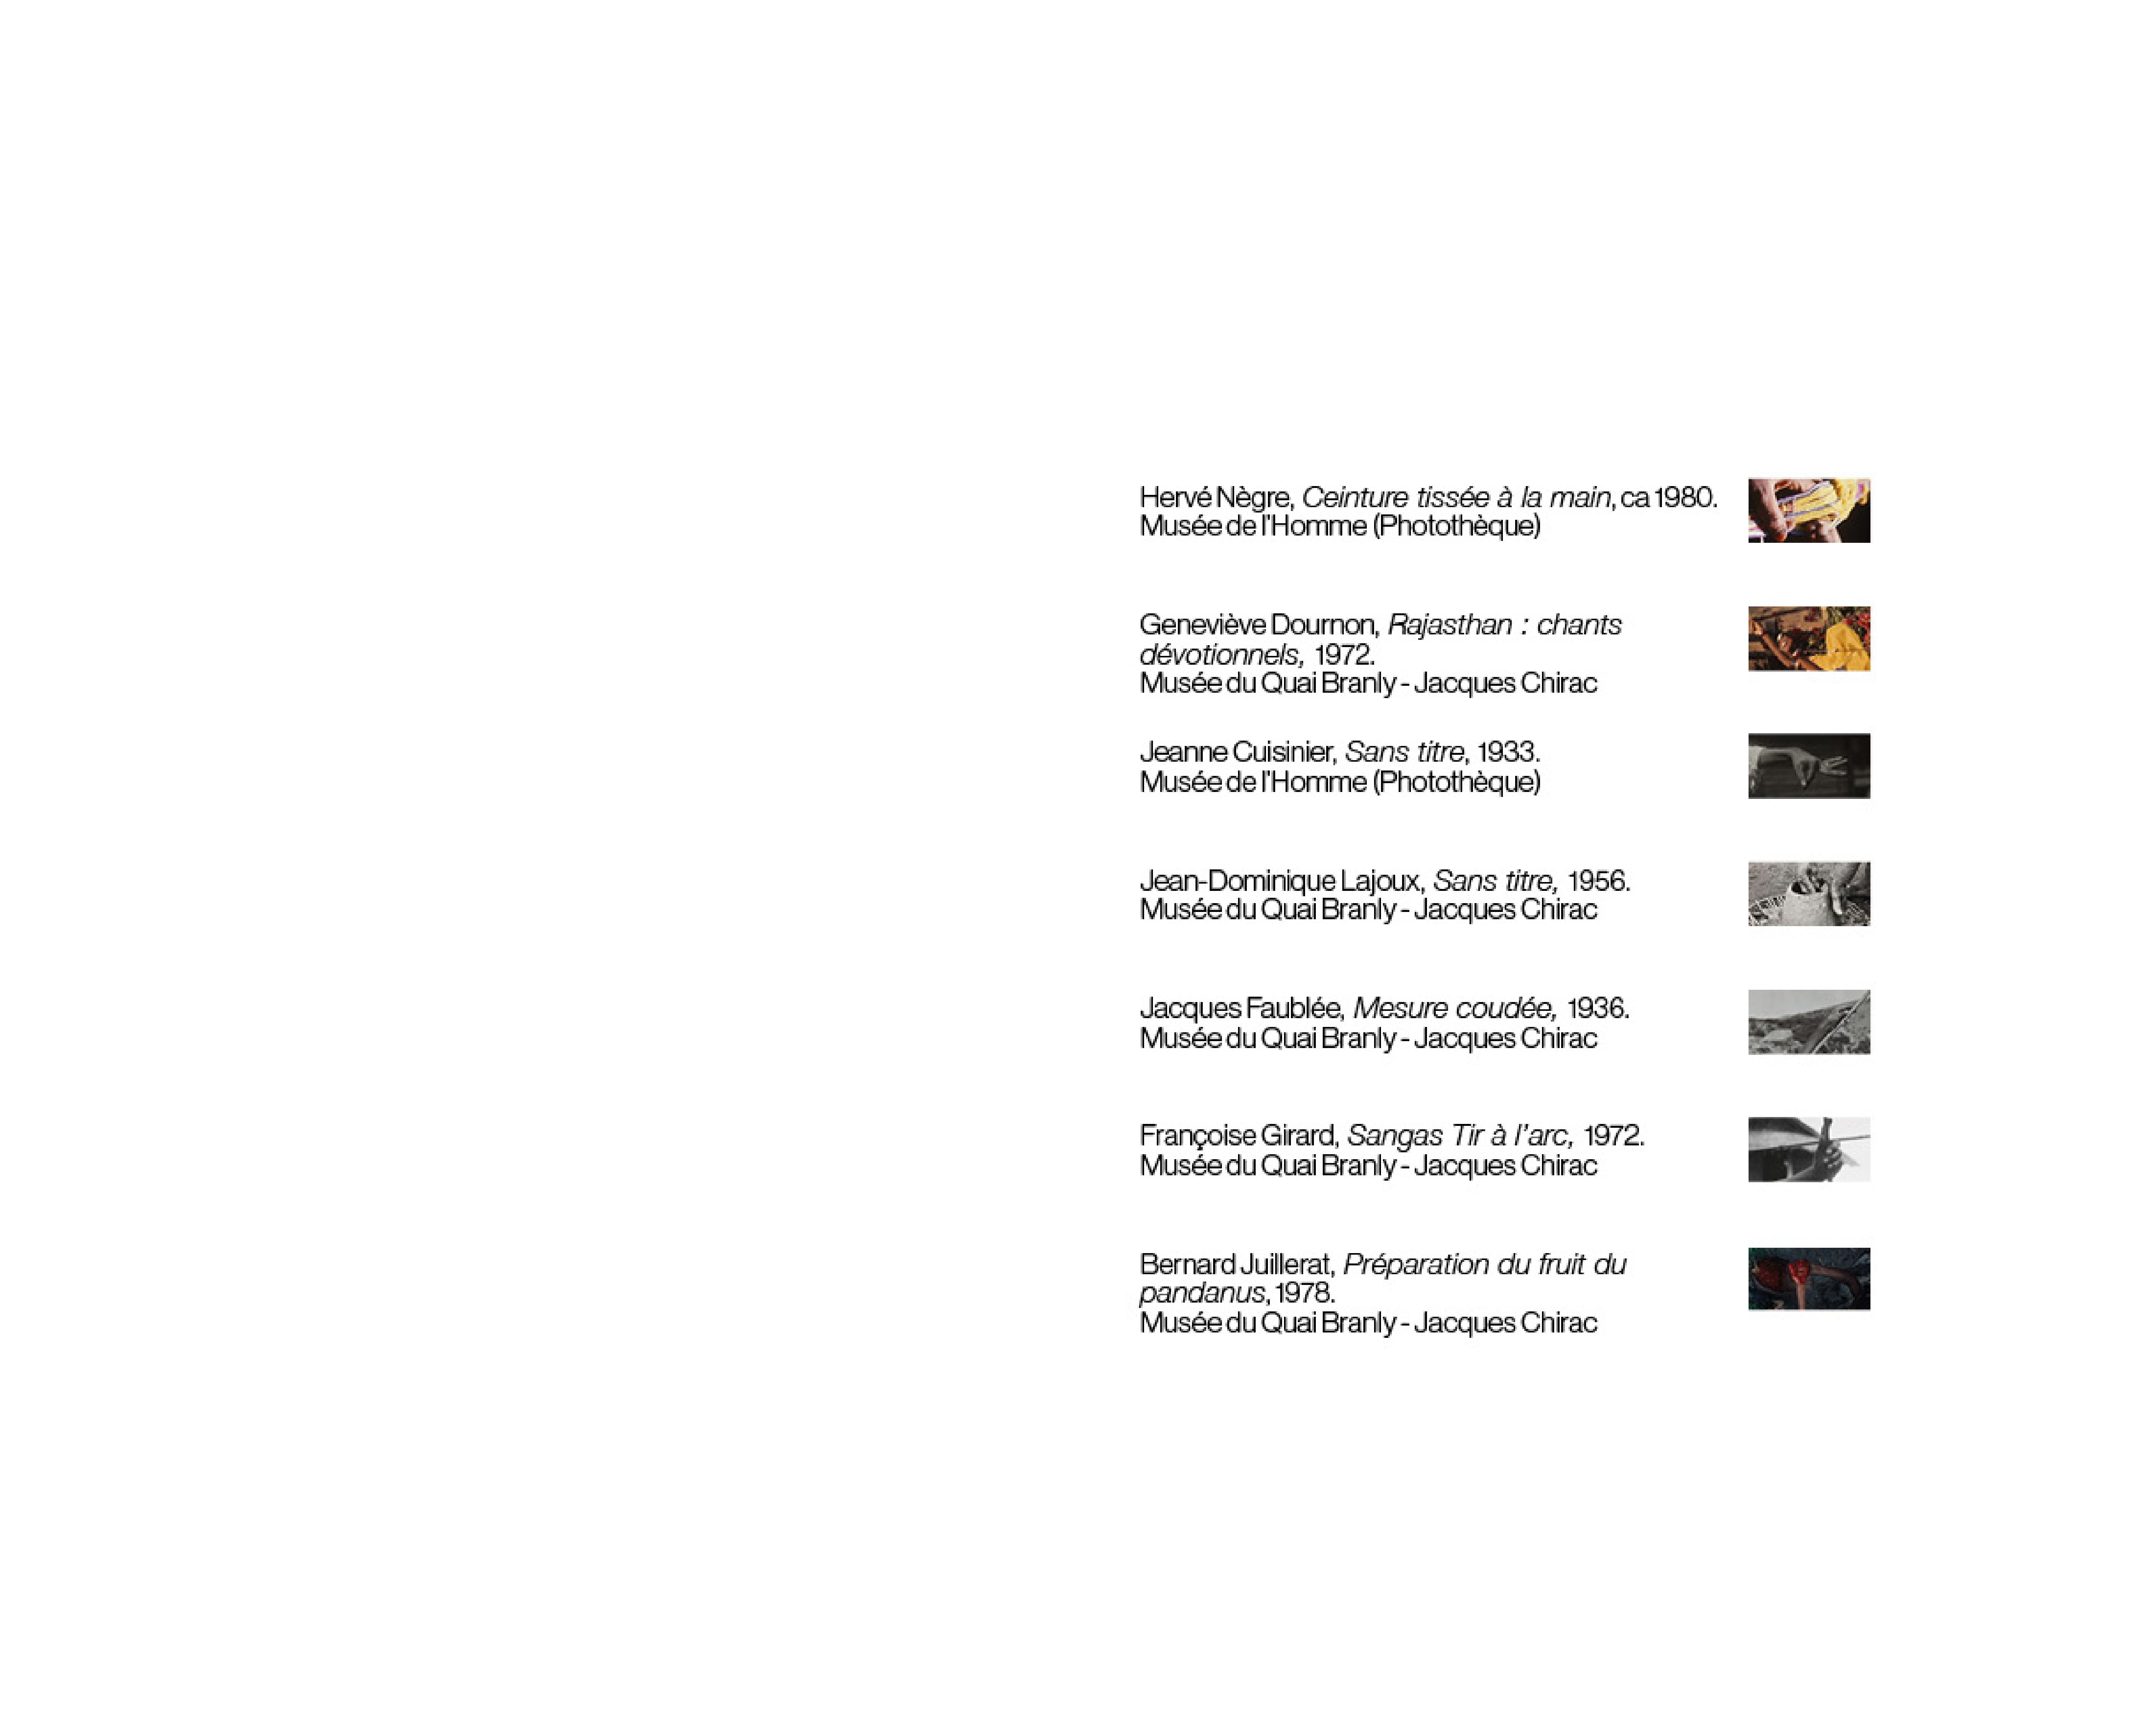 Hervé Nègre, Ceinture tissée à la main, ca 1980.
Musée de l'Homme (Photothèque)
Geneviève Dournon, Rajasthan : chants
dévotionnels, 1972.
Musée du Quai Branly - Jacques Chirac
Jeanne Cuisinier, Sans titre, 1933.
Musée de l'Homme (Photothèque)
Jean-Dominique Lajoux, Sans titre, 1956.
Musée du Quai Branly - Jacques Chirac
Jacques Faublée, Mesure coudée, 1936.
Musée du Quai Branly - Jacques Chirac
Françoise Girard, Sangas Tir à l’arc, 1972.
Musée du Quai Branly - Jacques Chirac
Bernard Juillerat, Préparation du fruit du
pandanus, 1978.
Musée du Quai Branly - Jacques Chirac